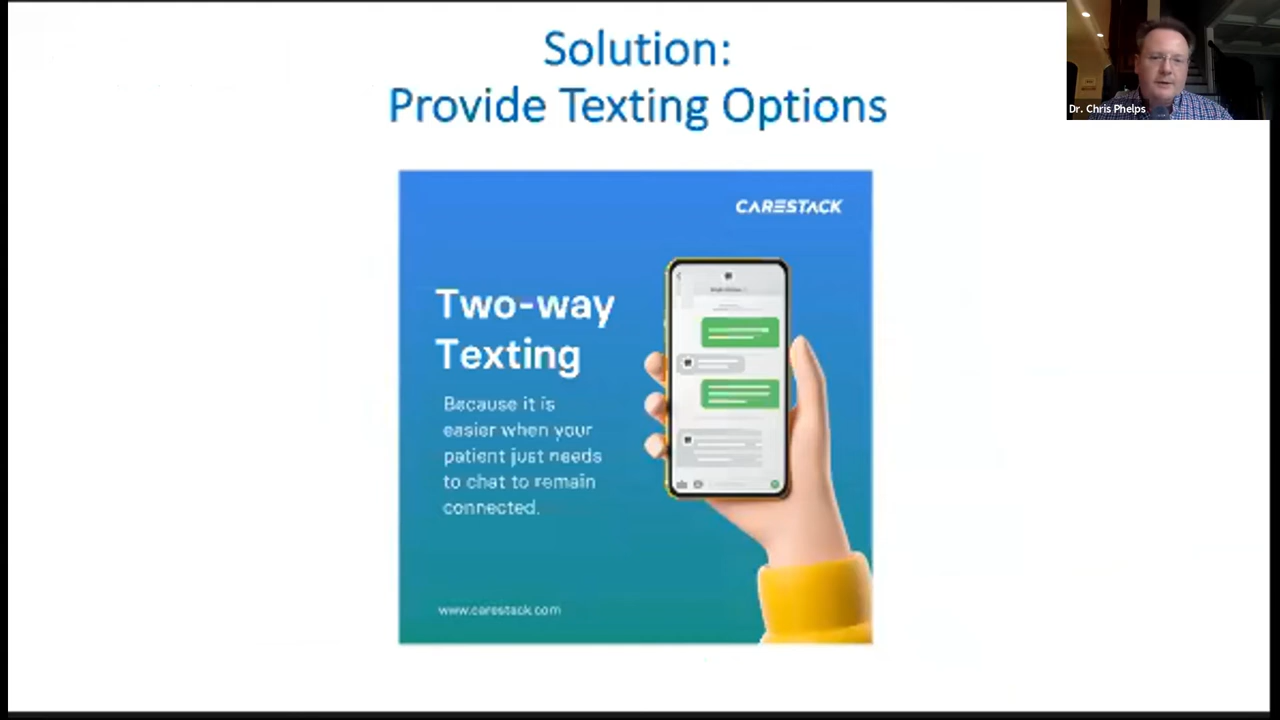 Solution:
Provide Texting Options
Dr. Chris Phelps
CARESTACK
Two-way
Texting
Because it is
easier when your
patient just needs
to chat to remain
connected.
www.carestack.com